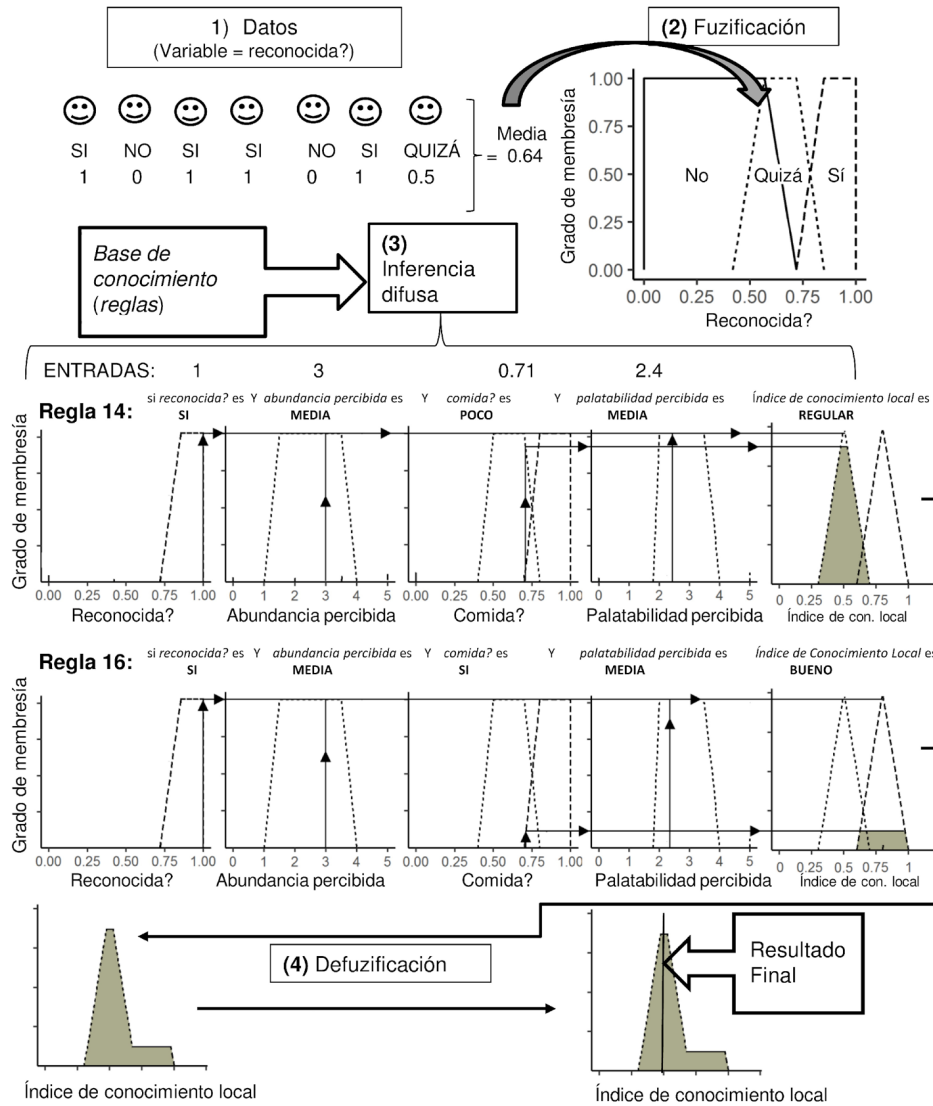 1) Datos
(Variable = reconocida?)
(2) Fuzificación
SI NO SI SI NO SI QUIZÁ
1 0 1 1 0 1 0.5
Media
= 0.64
Grado de membresía
1.00
0.75
0.50
0.25
0.00
No Quizá Sí
0.00 0.25 0.50 0.75 1.00
Reconocida?
Base de
conocimiento
(reglas)
(3)
Inferencia
difusa
ENTRADAS: 1 3 0.71 2.4
Regla 14:
si reconocida? es Y abundancia percibida es Y comida? es Y palatabilidad percibida es Índice de conocimiento local es
SI MEDIA POCO MEDIA REGULAR
Grado de membresía
0.00 0.25 0.50 0.75 1.00
0 1 2 3 4 5
0.00 0.25 0.50 0.75 1.00
0 1 2 3 4 5
0 0.25 0.5 0.75 1
Reconocida? Abundancia percibida Comida? Palatabilidad percibida Índice de con. local
Regla 16:
si reconocida? es Y abundancia percibida es Y comida? es Y palatabilidad percibida es Índice de Conocimiento Local es
SI MEDIA SI MEDIA BUENO
Grado de membresía
0.00 0.25 0.50 0.75 1.00
0 1 2 3 4 5
0.00 0.25 0.50 0.75 1.00
0 1 2 3 4 5
0 0.25 0.5 0.75 1
Reconocida? Abundancia percibida Comida? Palatabilidad percibida Índice de con. local
(4) Defuzificación
Resultado
Final
Índice de conocimiento local
Índice de conocimiento local